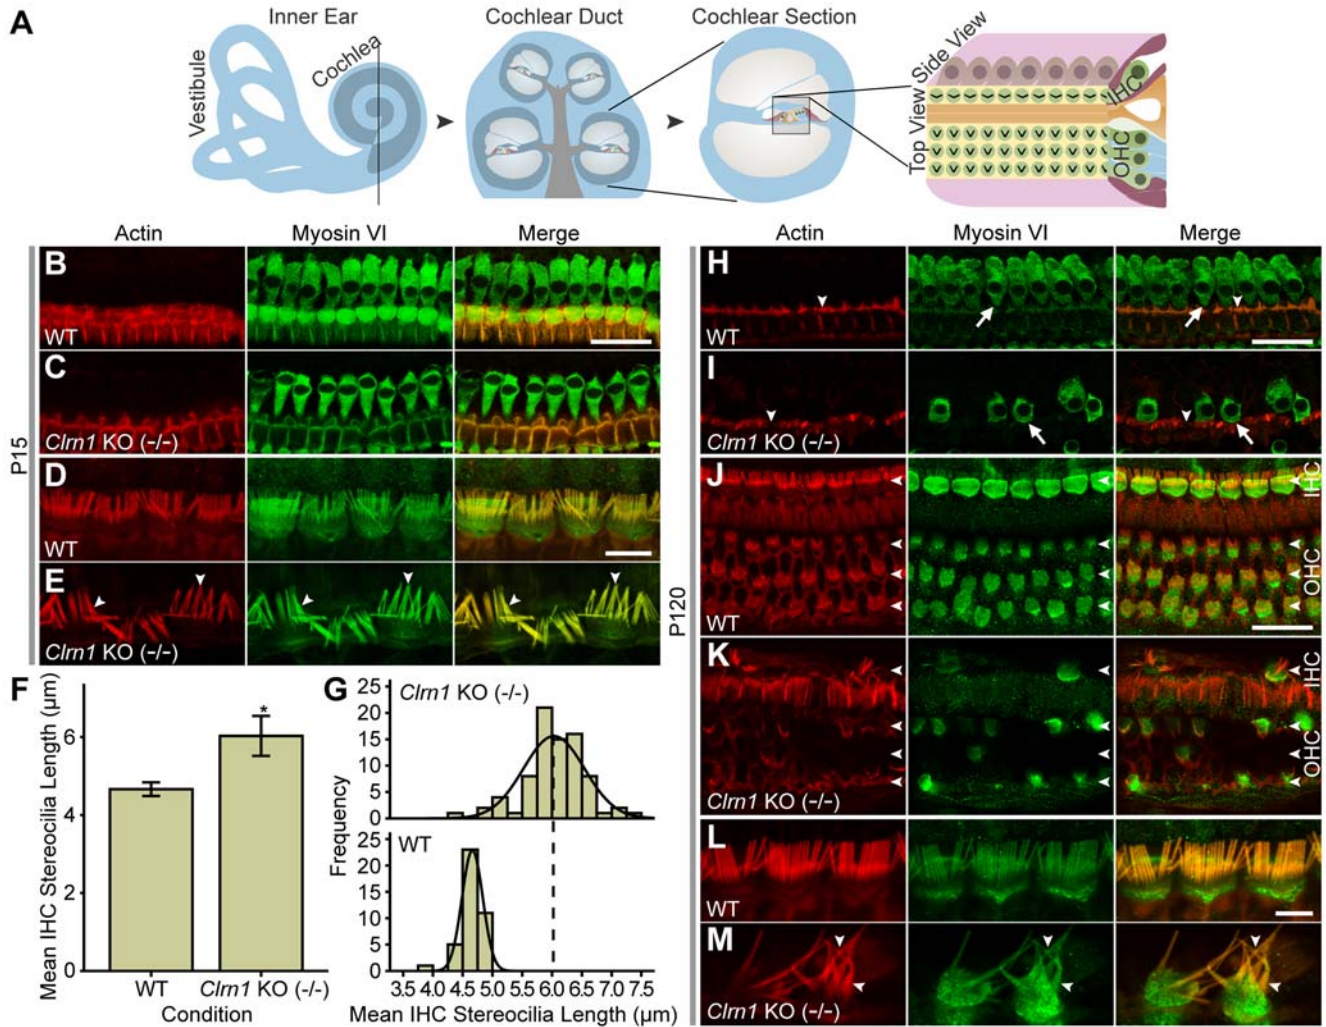 A
Inner Ear
Cochlear Duct
Cochlear Section
Vestibule
Cochlea
Side View
Top View
IHC
OHC
P15
Actin
Myosin VI
Merge
B
WT
C
Clrn1 KO (−/−)
D
WT
E
Clrn1 KO (−/−)
F
Mean IHC Stereocilia Length (µm)
6
4
2
0
*
WT
Clrn1 KO (−/−)
Condition
G
Frequency
25
20
15
10
5
0
Clrn1 KO (−/−)
25
20
15
10
5
0
WT
3.5 4.0 4.5 5.0 5.5 6.0 6.5 7.0 7.5
Mean IHC Stereocilia Length (µm)
P120
Actin
Myosin VI
Merge
H
WT
I
Clrn1 KO (−/−)
J
WT
IHC
OHC
K
Clrn1 KO (−/−)
IHC
OHC
L
WT
M
Clrn1 KO (−/−)